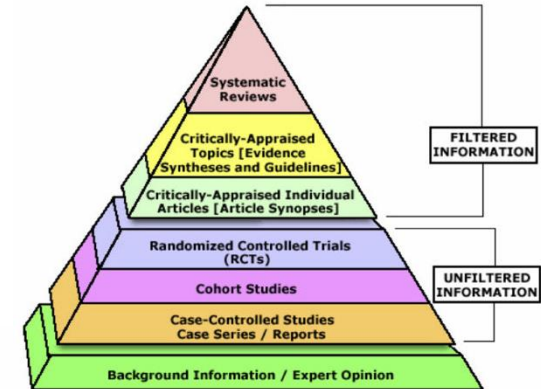 Systematic
Reviews
Critically-Appraised
Topics [Evidence
Syntheses and Guidelines]
FILTERED
INFORMATION
Critically-Appraised Individual
Articles [Article Synopses]
Randomized Controlled Trials
(RCTs)
UNFILTERED
INFORMATION
Cohort Studies
Case-Controlled Studies
Case Series / Reports
Background Information / Expert Opinion